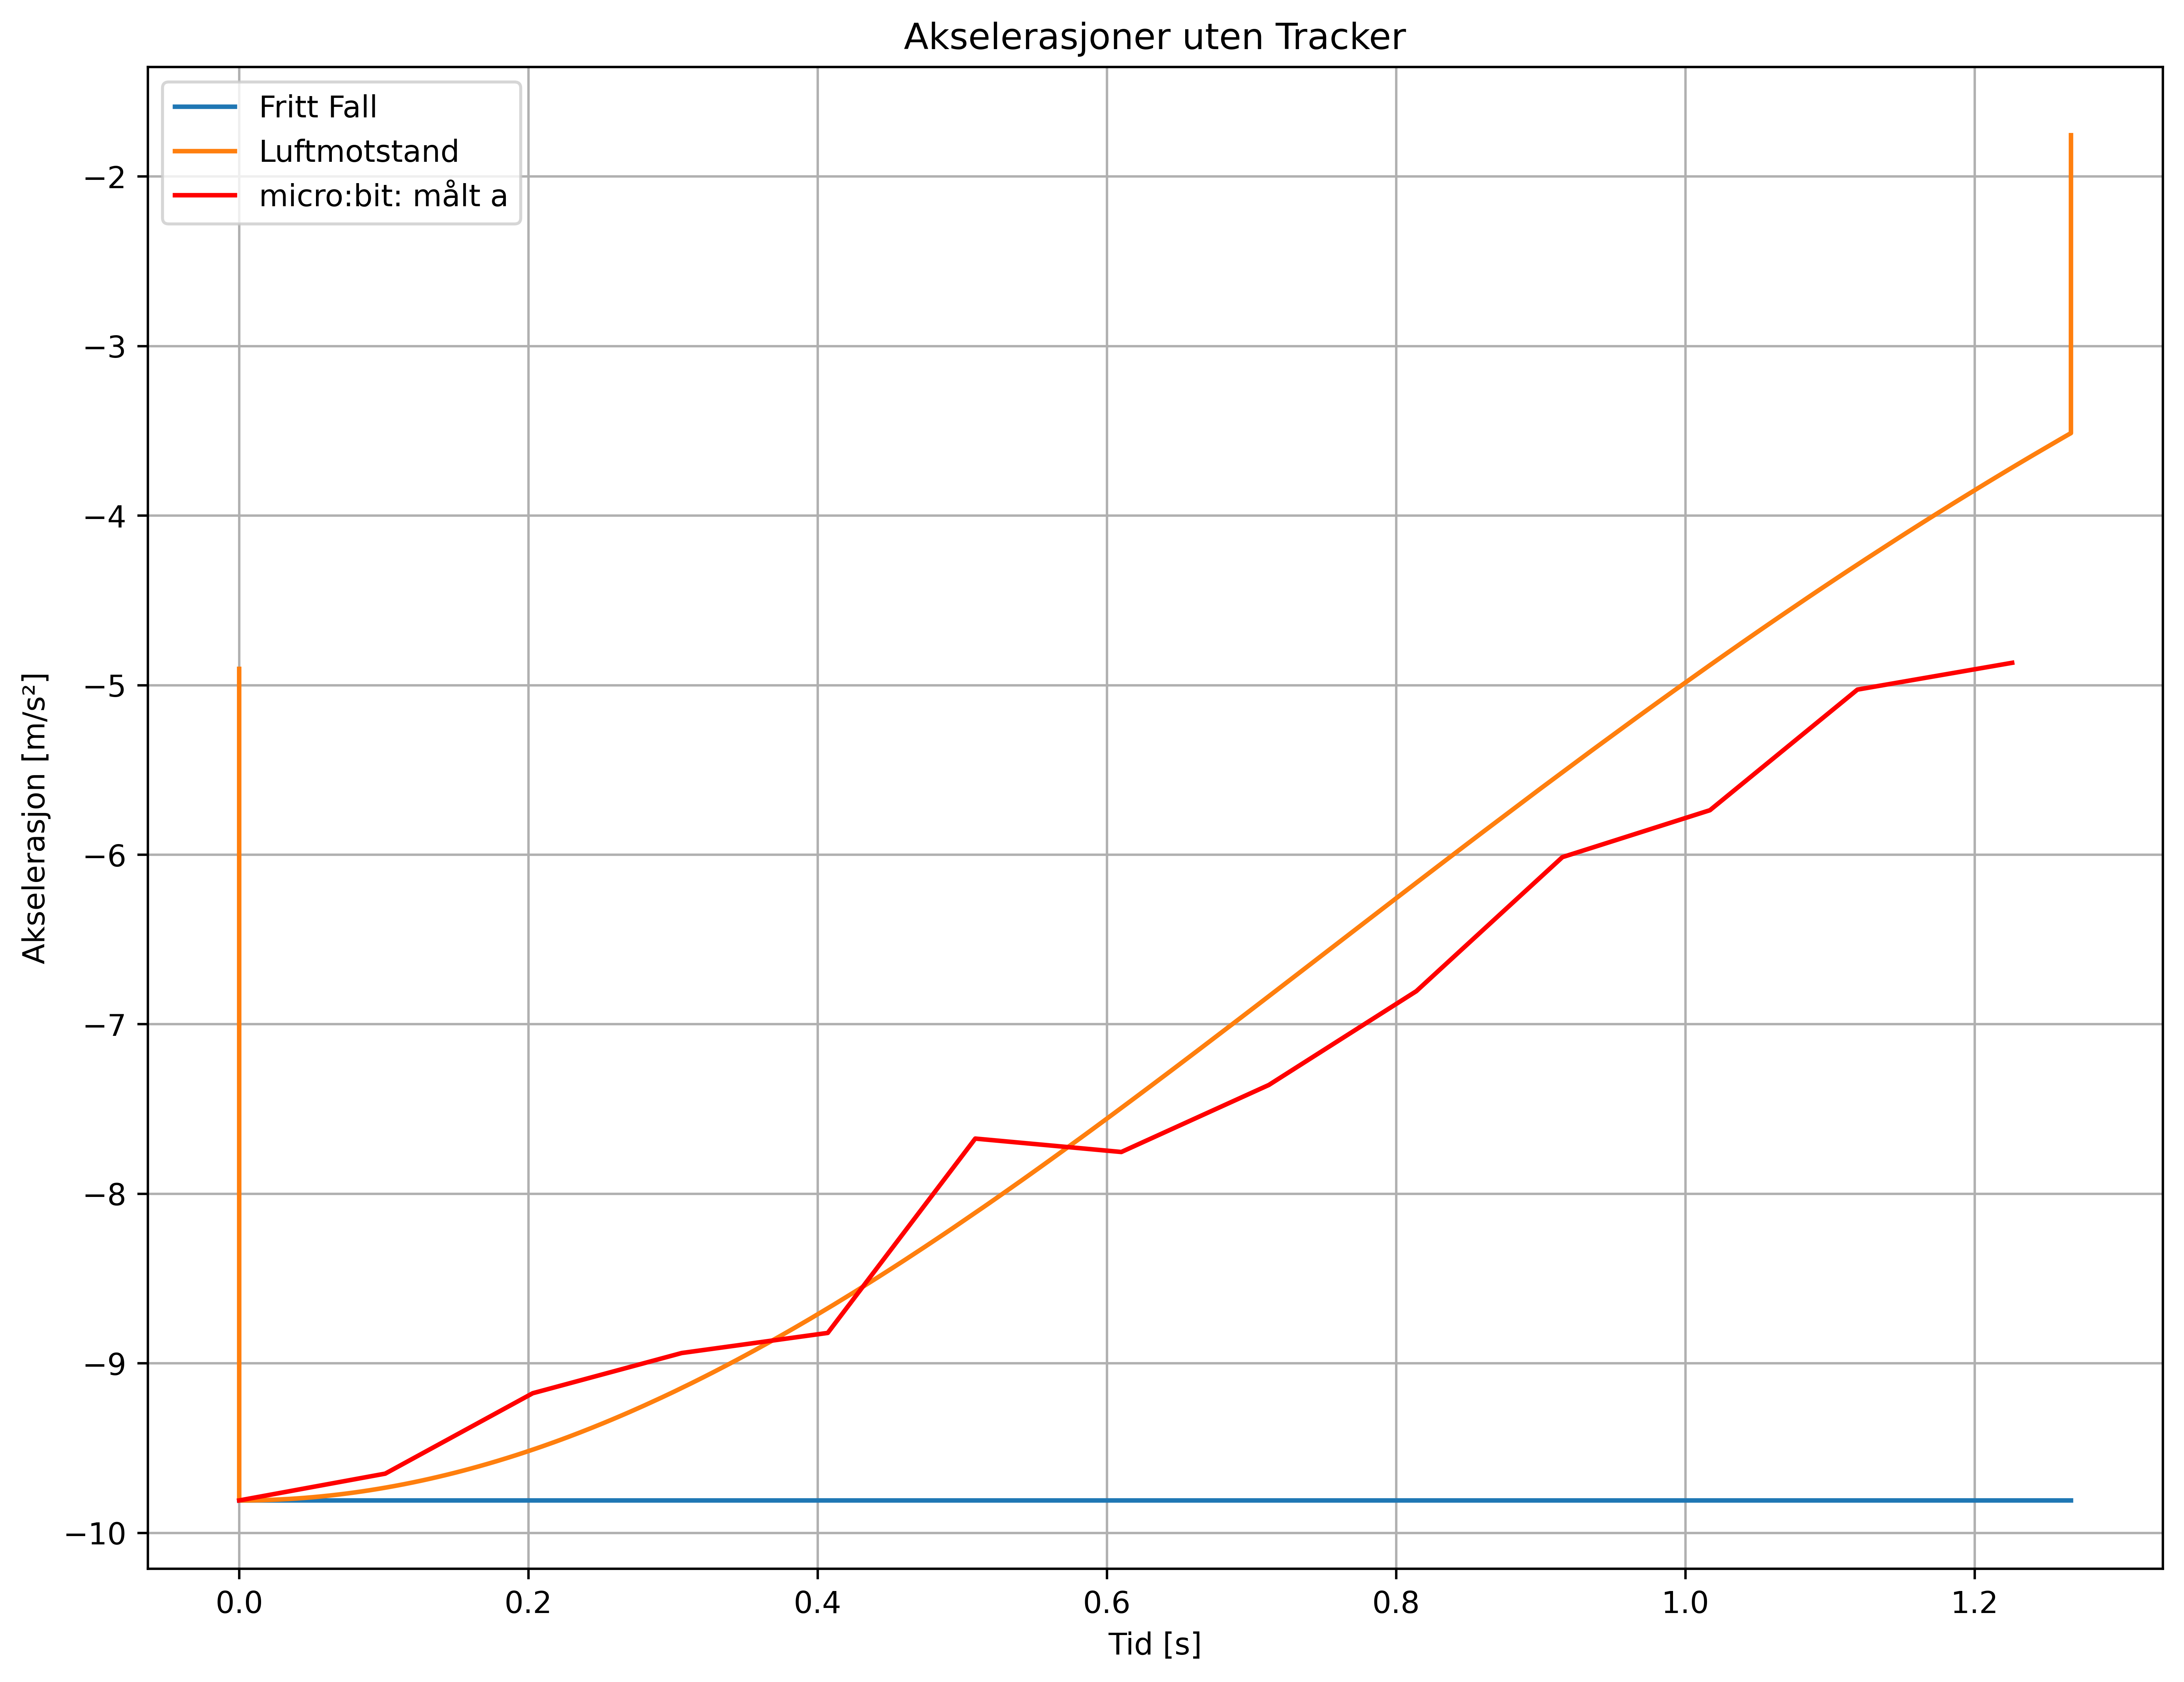 Akselerasjoner uten Tracker
Fritt Fall
Luftmotstand
micro:bit: målt a
Akselerasjon [m/s²]
−2
−3
−4
−5
−6
−7
−8
−9
−10
0.0 0.2 0.4 0.6 0.8 1.0 1.2
Tid [s]